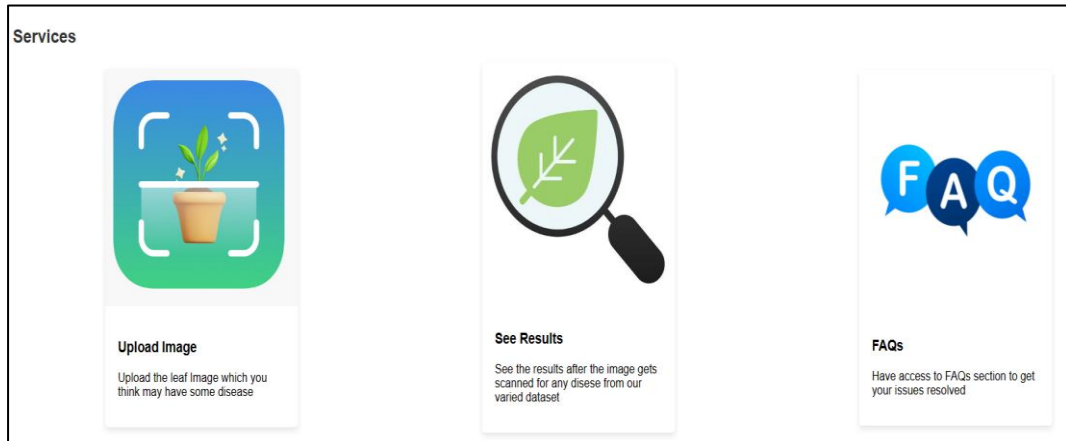 Services
Upload Image
Upload the leaf Image which you
think may have some disease
See Results
See the results after the image gets
scanned for any disese from our
varied dataset
FAQ
FAQs
Have access to FAQs section to get
your issues resolved